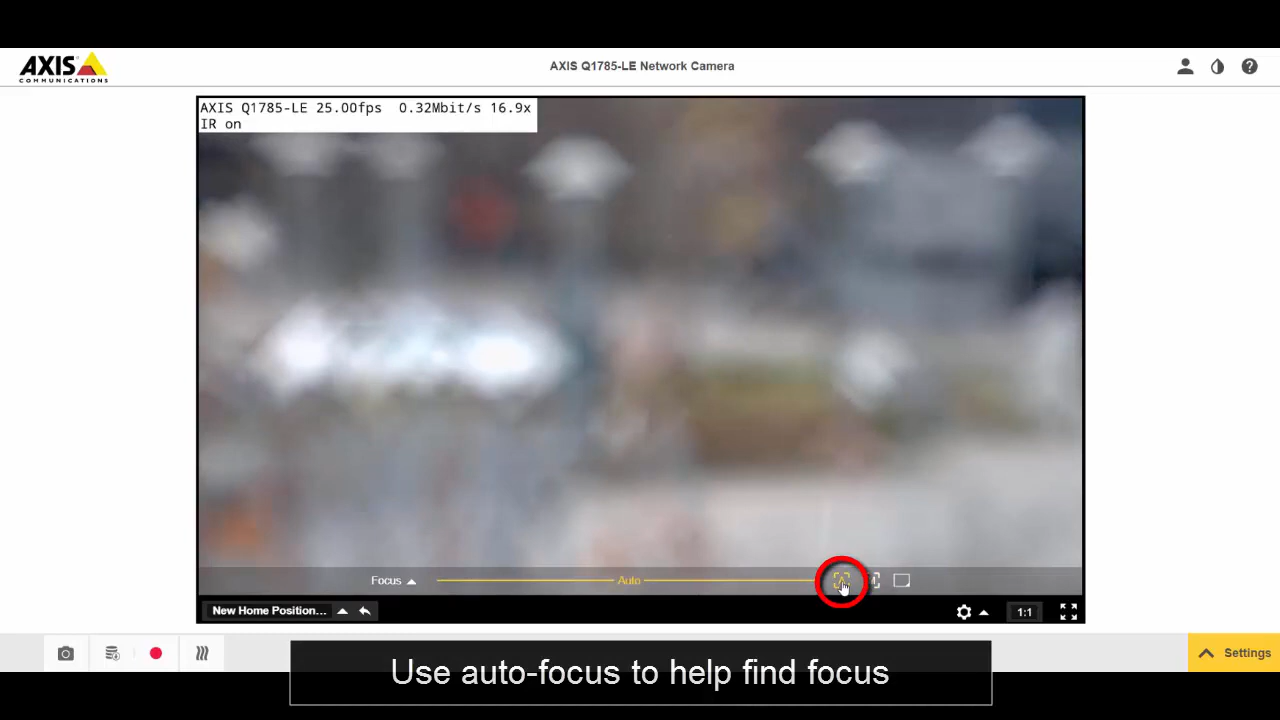 AXIS
COMMUNICATIONS
AXIS Q1785-LE Network Camera
AXIS Q1785-LE 25.00fps 0.32Mbit/s 16.9x
IR on
Focus
Auto
New Home Position...
1:1
Settings
Use auto-focus to help find focus